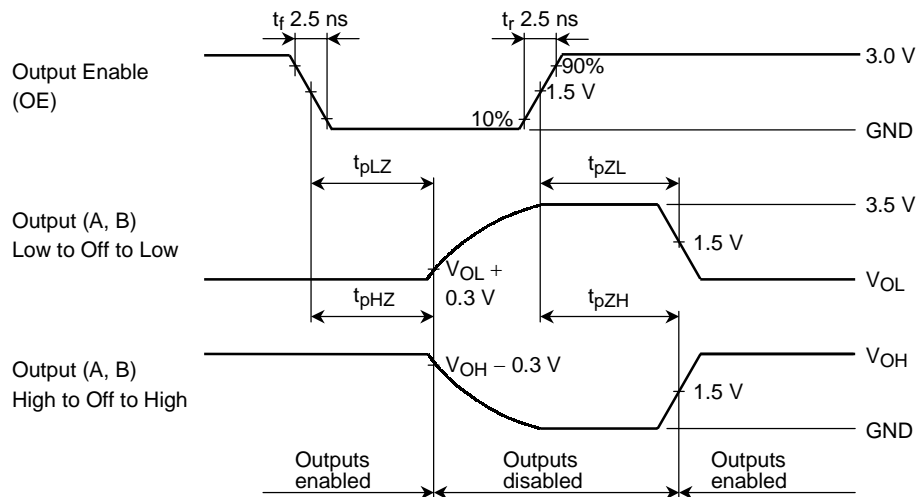 tf 2.5 ns
tr 2.5 ns
3.0 V
90%
Output Enable
(OE)
1.5 V
10%
GND
tpLZ
tpZL
3.5 V
Output (A, B)
Low to Off to Low
1.5 V
VOL +
0.3 V
VOL
tpHZ
tpZH
VOH
Output (A, B)
High to Off to High
VOH − 0.3 V
1.5 V
GND
Outputs
enabled
Outputs
disabled
Outputs
enabled